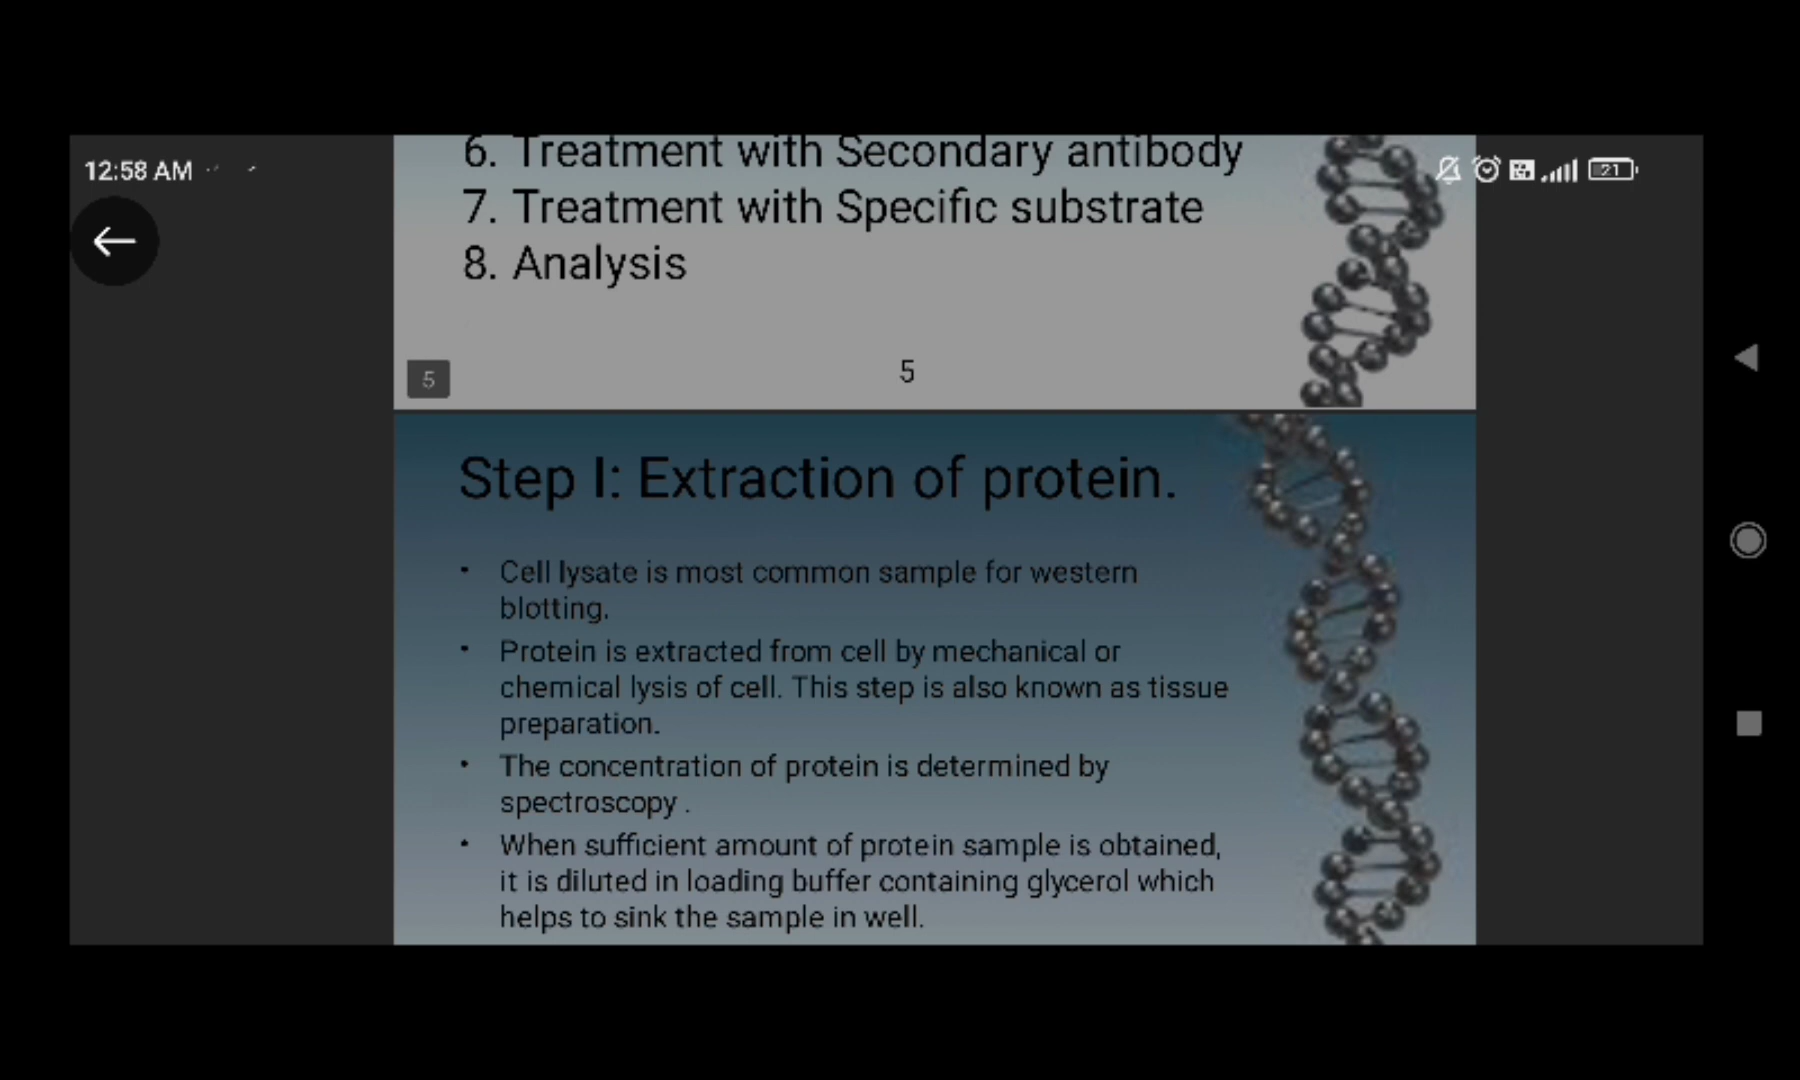 12:58 AM
21
6. Treatment with Secondary antibody
7. Treatment with Specific substrate
8. Analysis
5
5
Step I: Extraction of protein.
• Cell lysate is most common sample for western
blotting.
• Protein is extracted from cell by mechanical or
chemical lysis of cell. This step is also known as tissue
preparation.
• The concentration of protein is determined by
spectroscopy .
• When sufficient amount of protein sample is obtained,
it is diluted in loading buffer containing glycerol which
helps to sink the sample in well.